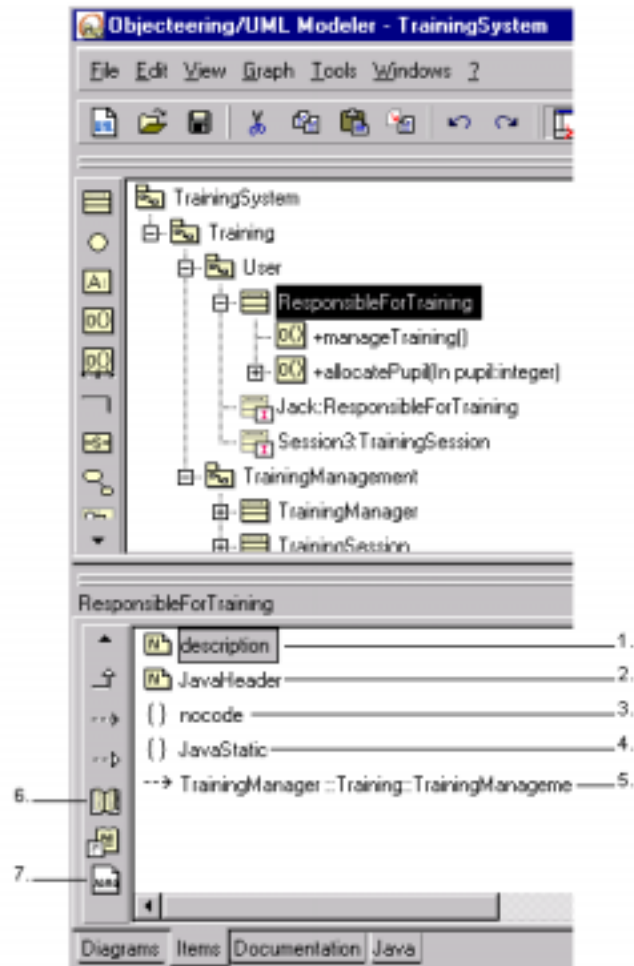 Objecteering/UML Modeler - TrainingSystem
File Edit View Graph Tools Windows ?
TrainingSystem
Training
User
ResponsibleForTraining
+manageTraining()
+allocatePupil(In pupil:integer)
Jack:ResponsibleForTraining
Session3:TrainingSession
TrainingManagement
TrainingManager
TrainingSession
ResponsibleForTraining
description 1.
JavaHeader 2.
{} nocode 3.
{} JavaStatic 4.
TrainingManager ::Training::TrainingManageme 5.
6.
7.
Diagrams Items Documentation Java